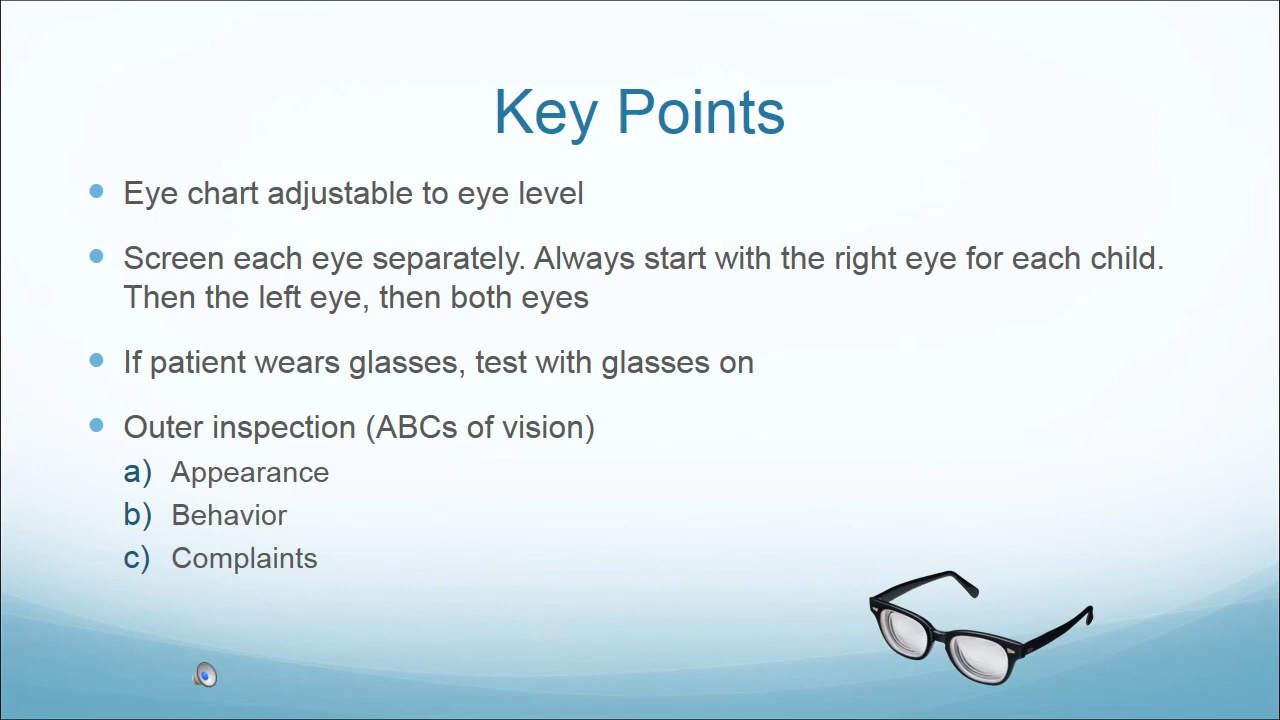 Key Points
Eye chart adjustable to eye level
Screen each eye separately. Always start with the right eye for each child.
Then the left eye, then both eyes
If patient wears glasses, test with glasses on
Outer inspection (ABCs of vision)
a) Appearance
b) Behavior
c) Complaints